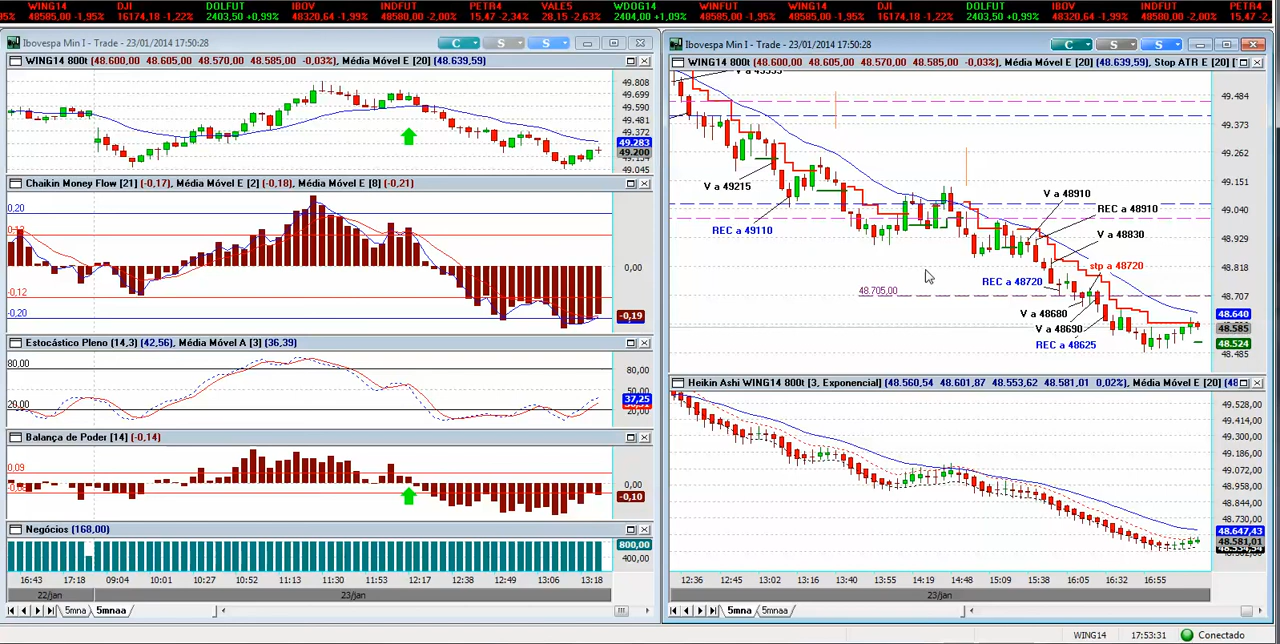 WING14 DJI DOLFUT IBOV INDFUT PETR4 VALE5 WDOG14 WINFUT WING14 DJI DOLFUT IBOV INDFUT PETR4
95% 48585,00 -1,95% 16174,18 -1,22% 2403,50 +0,99% 48320,64 -1,95% 48580,00 -2,00% 15,47 -2,34% 28,15 -2,63% 2404,00 +1,09% 48585,00 -1,95% 48585,00 -1,95% 16174,18 -1,22% 2403,50 +0,99% 48320,64 -1,95% 48580,00 -2,00% 15,47 -2,
Ibovespa Min I - Trade - 23/01/2014 17:50:28
C S S
WING14 800t (48.600,00 48.605,00 48.570,00 48.585,00 -0,03%), Média Móvel E [20] (48.639,59)
49.808
49.699
49.590
49.481
49.372
49.283
49.200
49.154
49.045
Chaikin Money Flow [21] (-0,17), Média Móvel E [2] (-0,18), Média Móvel E [8] (-0,21)
0,20
0,12
0,00
-0,12
-0,20
-0,19
Estocástico Pleno [14,3] (42,56), Média Móvel A [3] (36,39)
80,00
80,00
20,00
37,25
20,00
Balança de Poder [14] (-0,14)
0,09
0,00
-0,10
Negócios (168,00)
800,00
400,00
16:43 17:18 09:04 10:01 10:27 10:52 11:13 11:30 11:53 12:17 12:38 12:49 13:06 13:18
22/jan 23/jan
5mna 5mnaa
Ibovespa Min I - Trade - 23/01/2014 17:50:28
C S S
WING14 800t (48.600,00 48.605,00 48.570,00 48.585,00 -0,03%), Média Móvel E [20] (48.639,59), Stop ATR E [20] [
V a 49215
REC a 49110
48.705,00
V a 48910
REC a 48910
V a 48830
stp a 48720
REC a 48720
V a 48680
V a 48690
REC a 48625
49.484
49.373
49.262
49.151
49.040
48.929
48.818
48.707
48.640
48.585
48.524
48.485
Heikin Ashi WING14 800t [3, Exponencial] (48.560,54 48.601,87 48.553,62 48.581,01 0,02%), Média Móvel E [20] (48
49.528,00
49.414,00
49.300,00
49.186,00
49.072,00
48.958,00
48.844,00
48.730,00
48.647,43
48.581,01
12:36 12:45 13:02 13:16 13:40 13:55 14:19 14:48 15:09 15:38 16:05 16:32 16:55
23/jan
5mna 5mnaa
WING14 17:53:31 Conectado